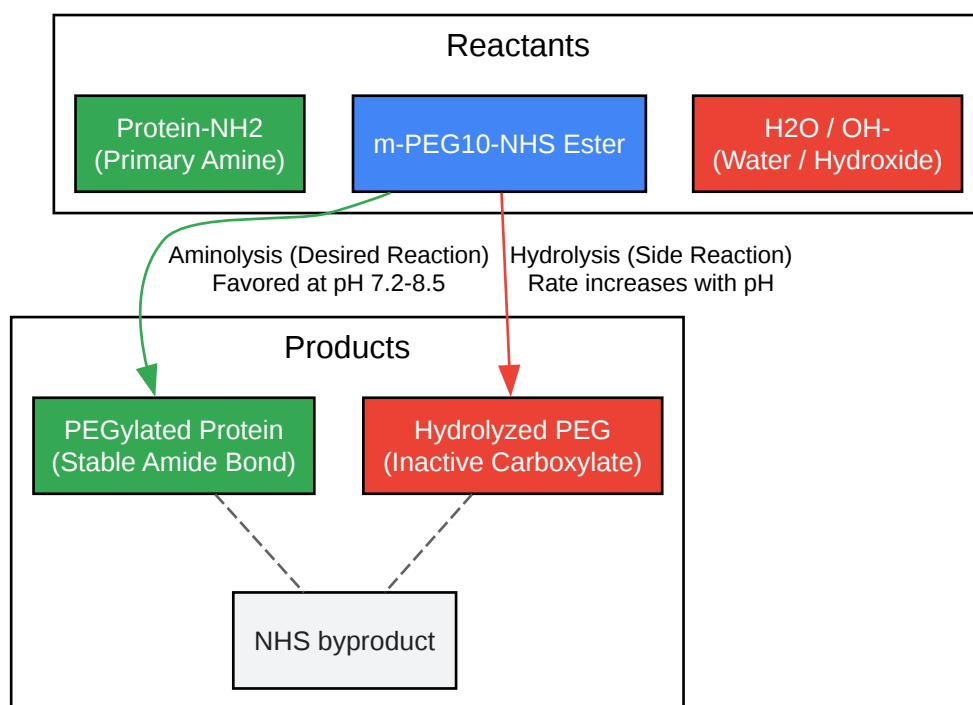 Reactants
Protein-NH2
(Primary Amine)
m-PEG10-NHS Ester
H2O / OH-
(Water / Hydroxide)
Aminolysis (Desired Reaction)
Favored at pH 7.2-8.5
Hydrolysis (Side Reaction)
Rate increases with pH
Products
PEGylated Protein
(Stable Amide Bond)
Hydrolyzed PEG
(Inactive Carboxylate)
NHS byproduct